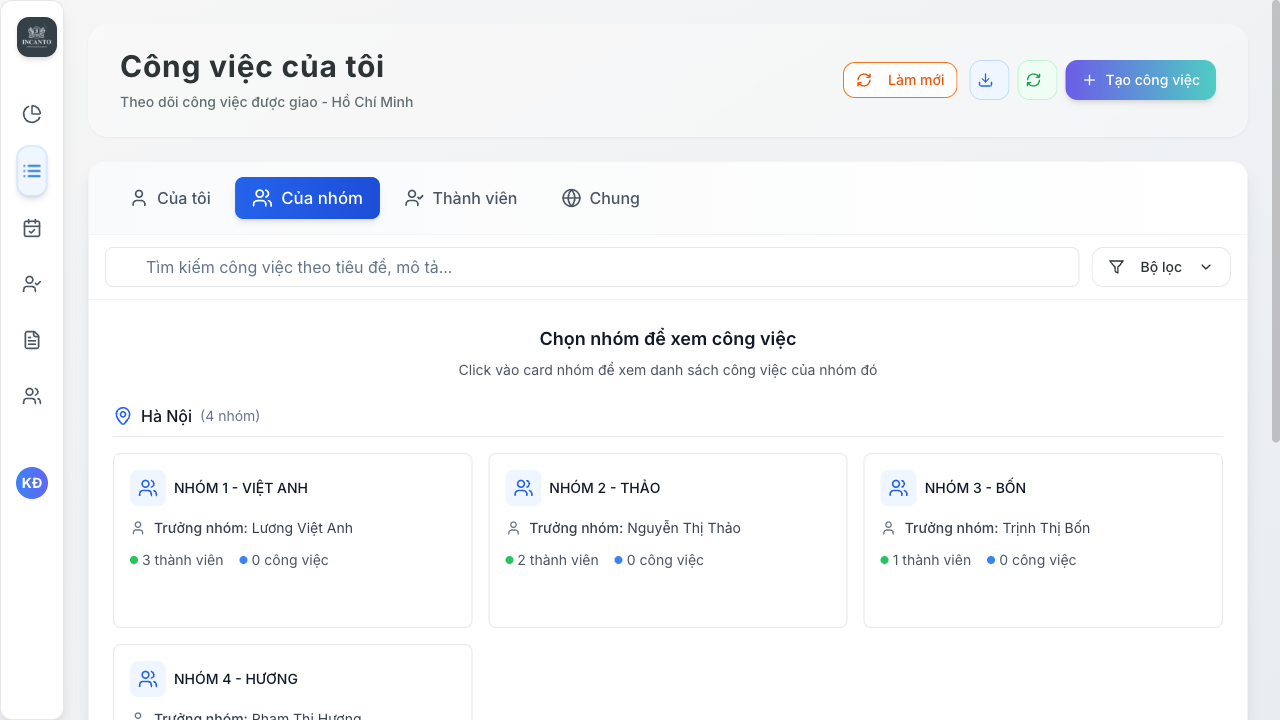 INCANTO
Công việc của tôi
Theo dõi công việc được giao - Hồ Chí Minh
Làm mới
Tạo công việc
Của tôi
Của nhóm
Thành viên
Chung
Tìm kiếm công việc theo tiêu đề, mô tả...
Bộ lọc
Chọn nhóm để xem công việc
Click vào card nhóm để xem danh sách công việc của nhóm đó
Hà Nội (4 nhóm)
NHÓM 1 - VIỆT ANH
Trưởng nhóm: Lương Việt Anh
3 thành viên
0 công việc
NHÓM 2 - THẢO
Trưởng nhóm: Nguyễn Thị Thảo
2 thành viên
0 công việc
NHÓM 3 - BỐN
Trưởng nhóm: Trịnh Thị Bốn
1 thành viên
0 công việc
NHÓM 4 - HƯƠNG
Trưởng nhóm: Phạm Thị Hương
KĐ